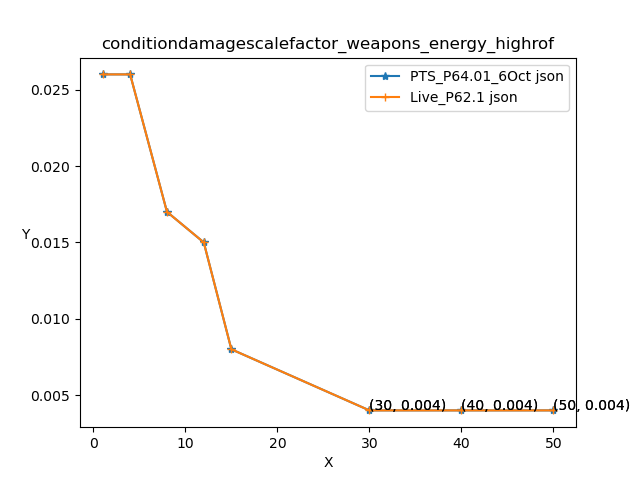 conditiondamagescalefactor_weapons_energy_highrof
PTS_P64.01_6Oct json
Live_P62.1 json
0.025
0.020
Y
0.015
0.010
0.005
(30, 0.004)
(40, 0.004)
(50, 0.004)
0
10
20
30
40
50
X